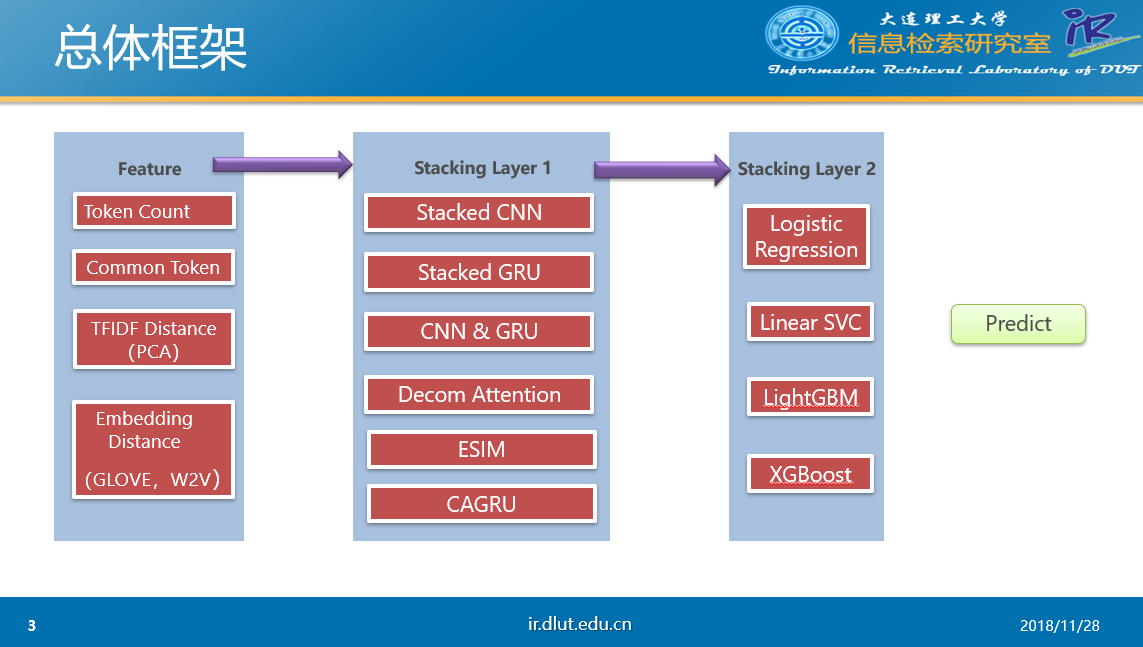 总体框架
大连理工大学
信息检索研究室
iR
Information Retrieval Laboratory of DUT
Feature
Token Count
Common Token
TFIDF Distance
(PCA)
Embedding
Distance
（GLOVE，W2V）
Stacking Layer 1
Stacked CNN
Stacked GRU
CNN & GRU
Decom Attention
ESIM
CAGRU
Stacking Layer 2
Logistic
Regression
Linear SVC
LightGBM
XGBoost
Predict
3
ir.dlut.edu.cn
2018/11/28